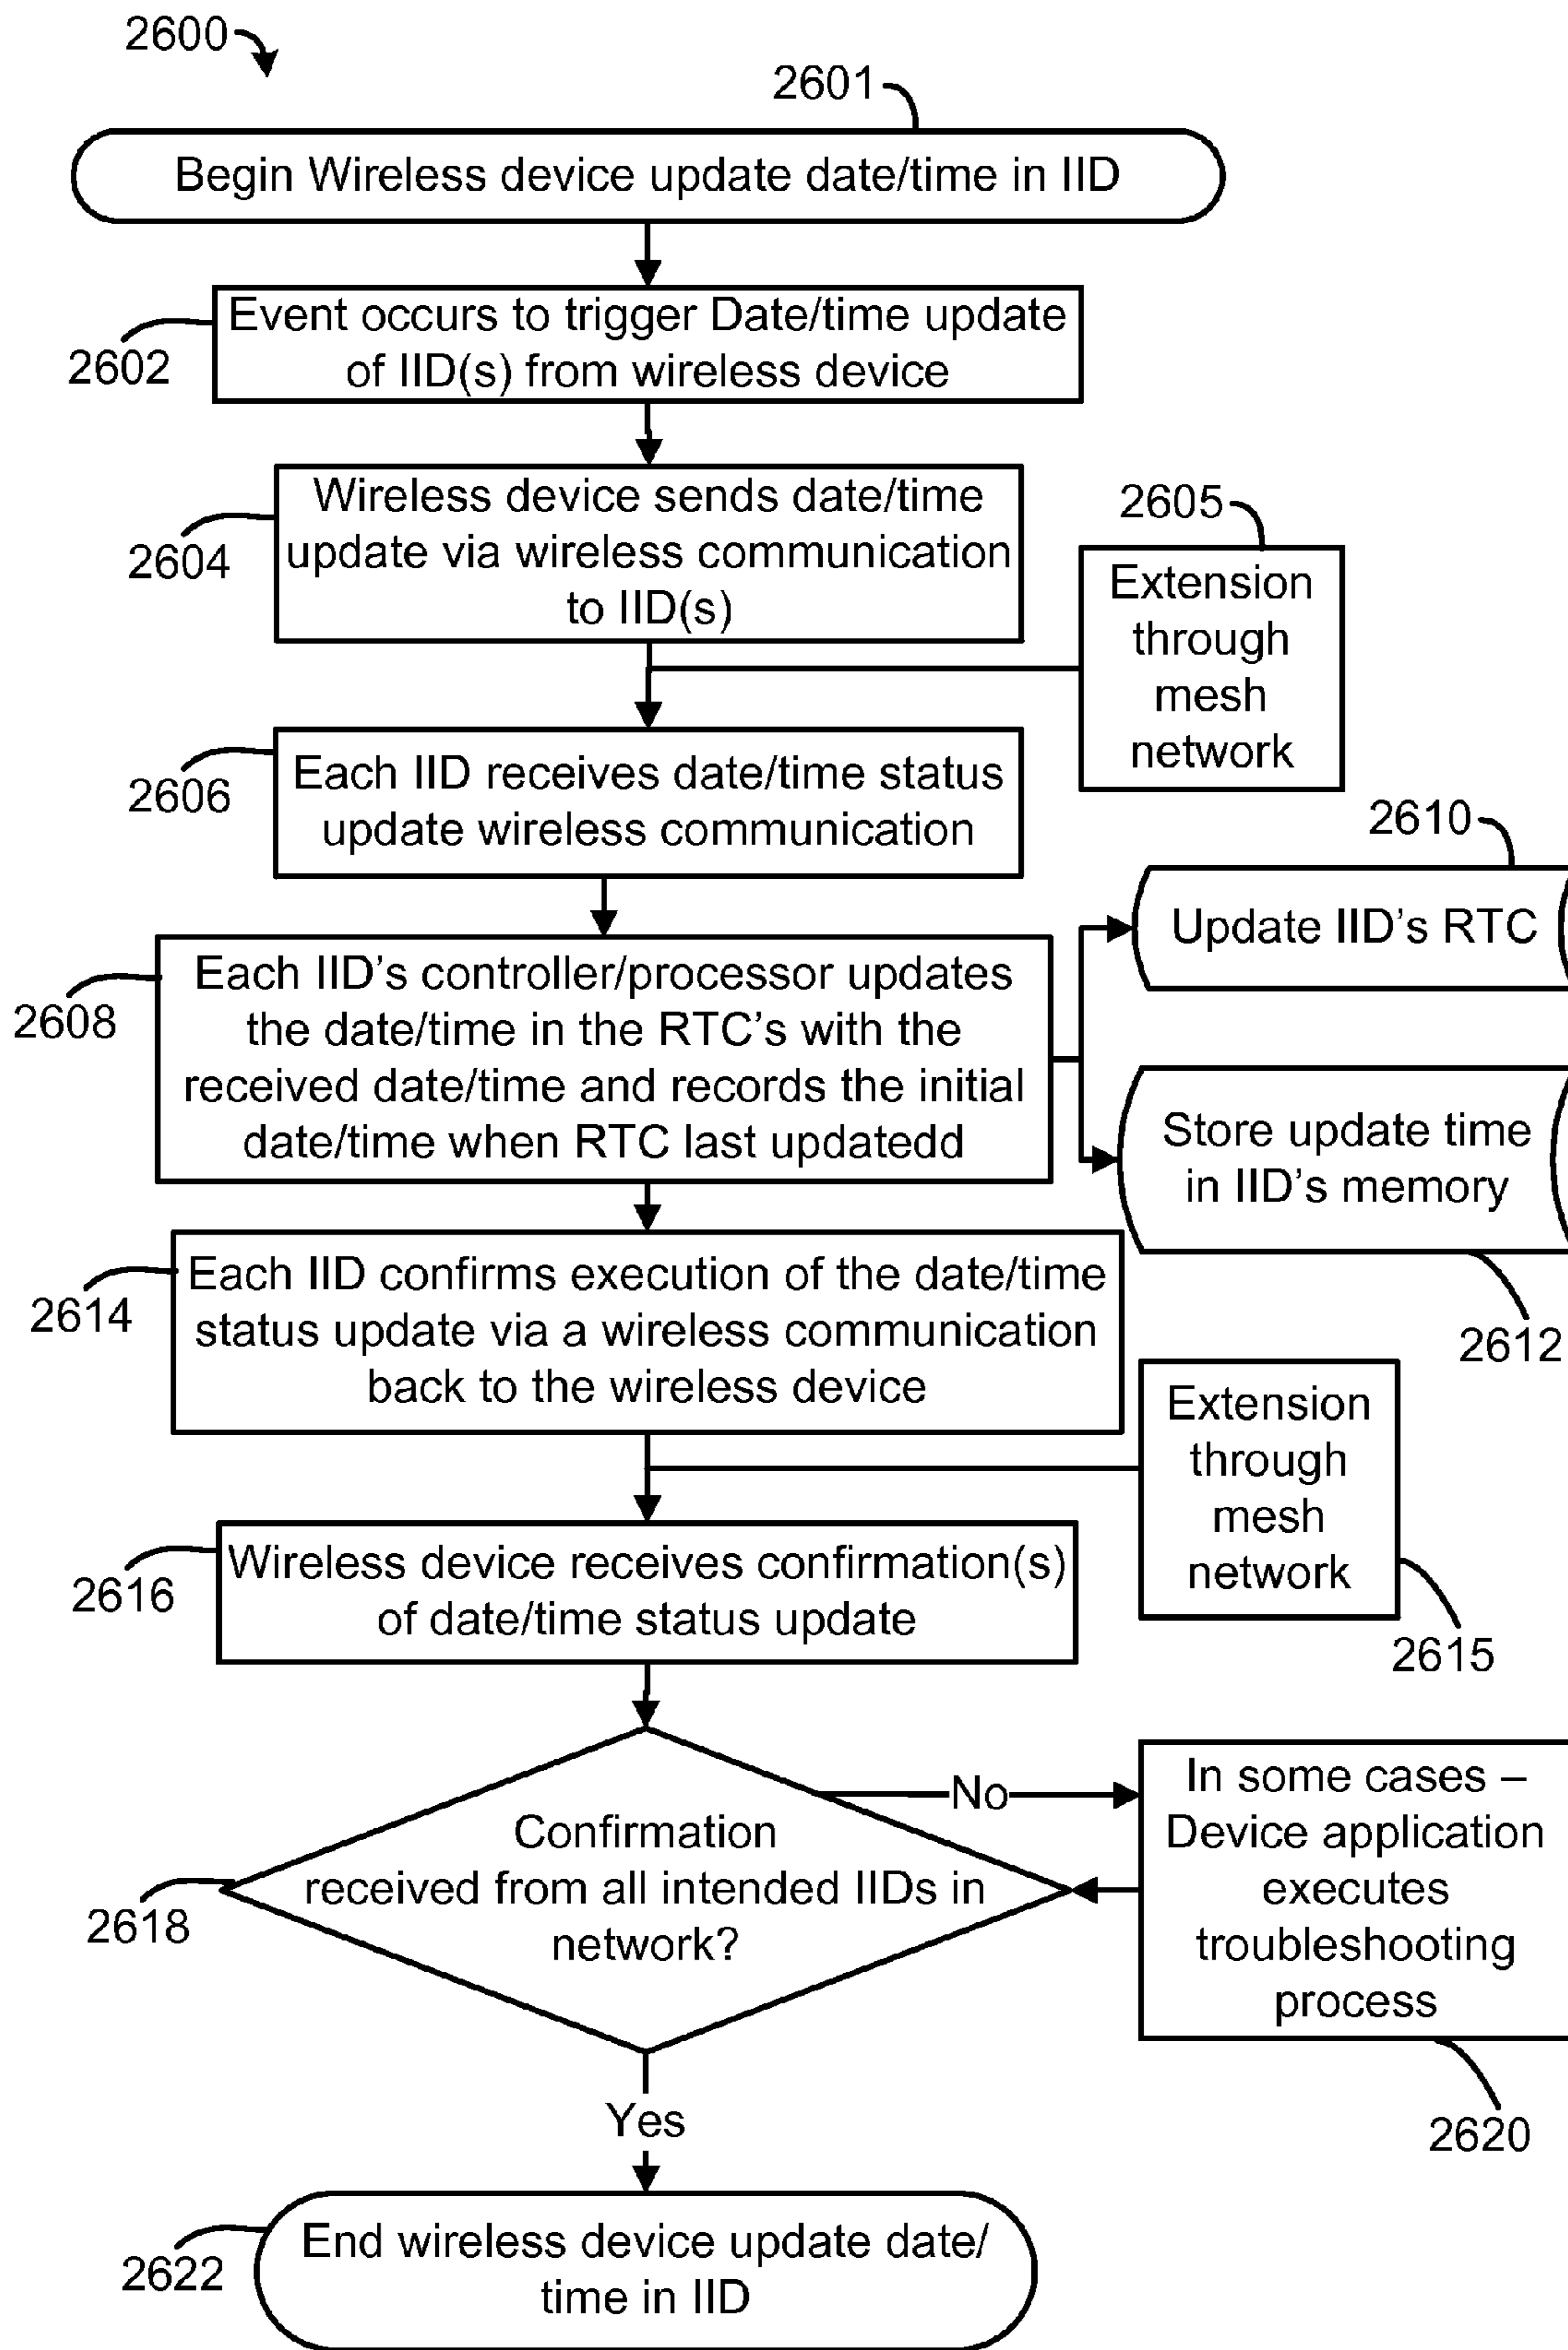 2600
2601
Begin Wireless device update date/time in IID
Event occurs to trigger Date/time update
of IID(s) from wireless device
2602
Wireless device sends date/time
update via wireless communication
to IID(s)
2604
2605
Extension
through
mesh
network
Each IID receives date/time status
update wireless communication
2606
2610
Update IID’s RTC
Each IID’s controller/processor updates
the date/time in the RTC’s with the
received date/time and records the initial
date/time when RTC last updatedd
2608
Store update time
in IID’s memory
2612
Each IID confirms execution of the date/time
status update via a wireless communication
back to the wireless device
2614
Extension
through
mesh
network
2615
Wireless device receives confirmation(s)
of date/time status update
2616
No
In some cases –
Device application
executes
troubleshooting
process
2620
Confirmation
received from all intended IIDs in
network?
2618
Yes
End wireless device update date/
time in IID
2622